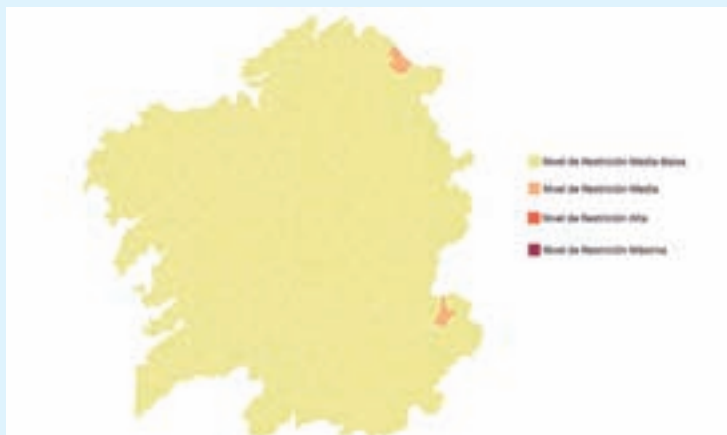 Nivel de Restrición Media-Baixa
Nivel de Restrición Media
Nivel de Restrición Alta
Nivel de Restrición Máxima